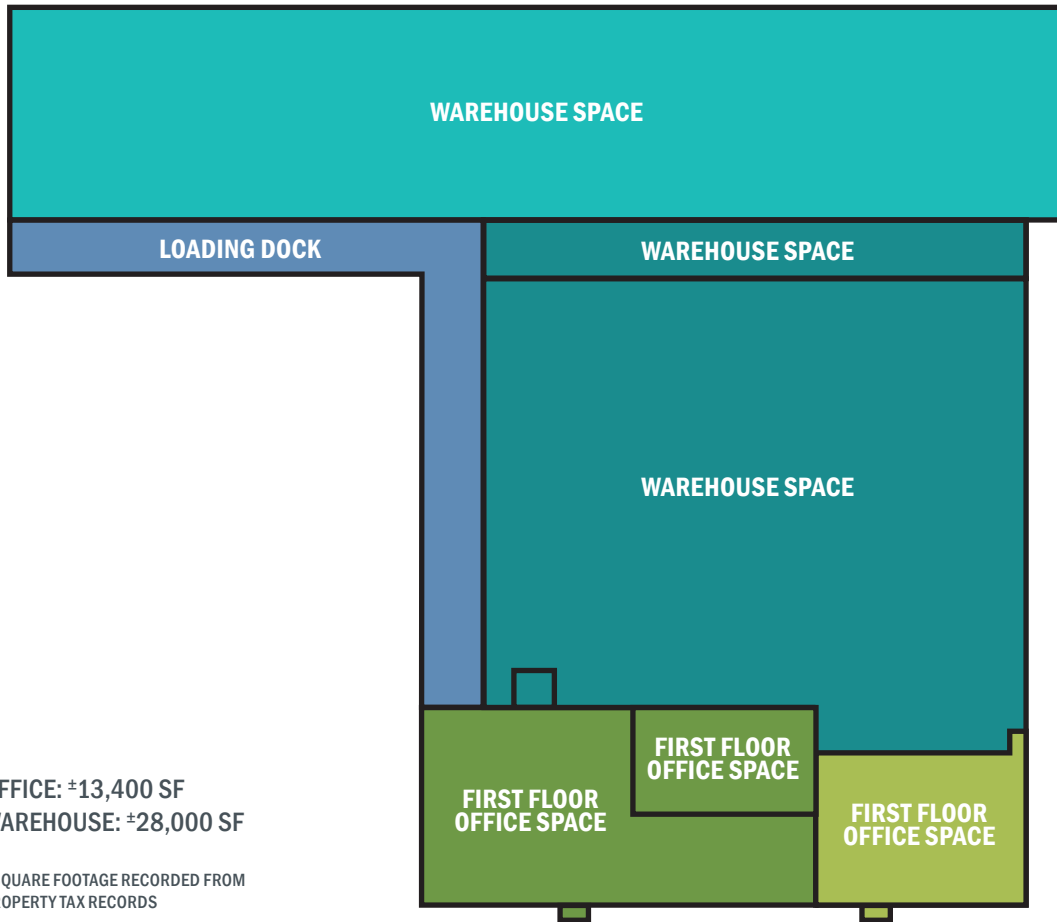 WAREHOUSE SPACE
LOADING DOCK
WAREHOUSE SPACE
WAREHOUSE SPACE
FIRST FLOOR
OFFICE SPACE
FIRST FLOOR
OFFICE SPACE
FIRST FLOOR
OFFICE SPACE
FFICE: ±13,400 SF
AREHOUSE: ±28,000 SF
QUARE FOOTAGE RECORDED FROM
ROPERTY TAX RECORDS